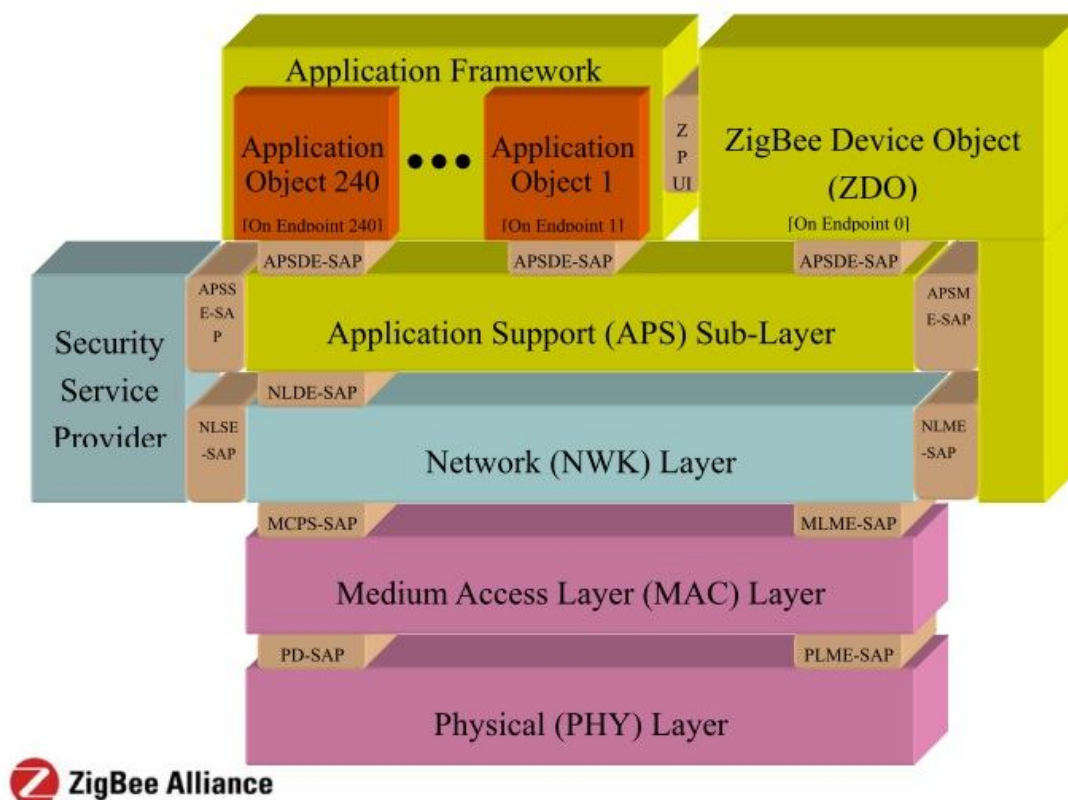 Application Framework
Application
Object 240
[On Endpoint 240]
●●●
Application
Object 1
[On Endpoint 1]
Z
P
UI
ZigBee Device Object
(ZDO)
[On Endpoint 0]
APSDE-SAP
APSDE-SAP
APSDE-SAP
Security
Service
Provider
APSS
E-SA
P
Application Support (APS) Sub-Layer
APSM
E-SAP
NLDE-SAP
NLSE
-SAP
Network (NWK) Layer
NLME
-SAP
MCPS-SAP
MLME-SAP
Medium Access Layer (MAC) Layer
PD-SAP
PLME-SAP
Physical (PHY) Layer
Z ZigBee Alliance